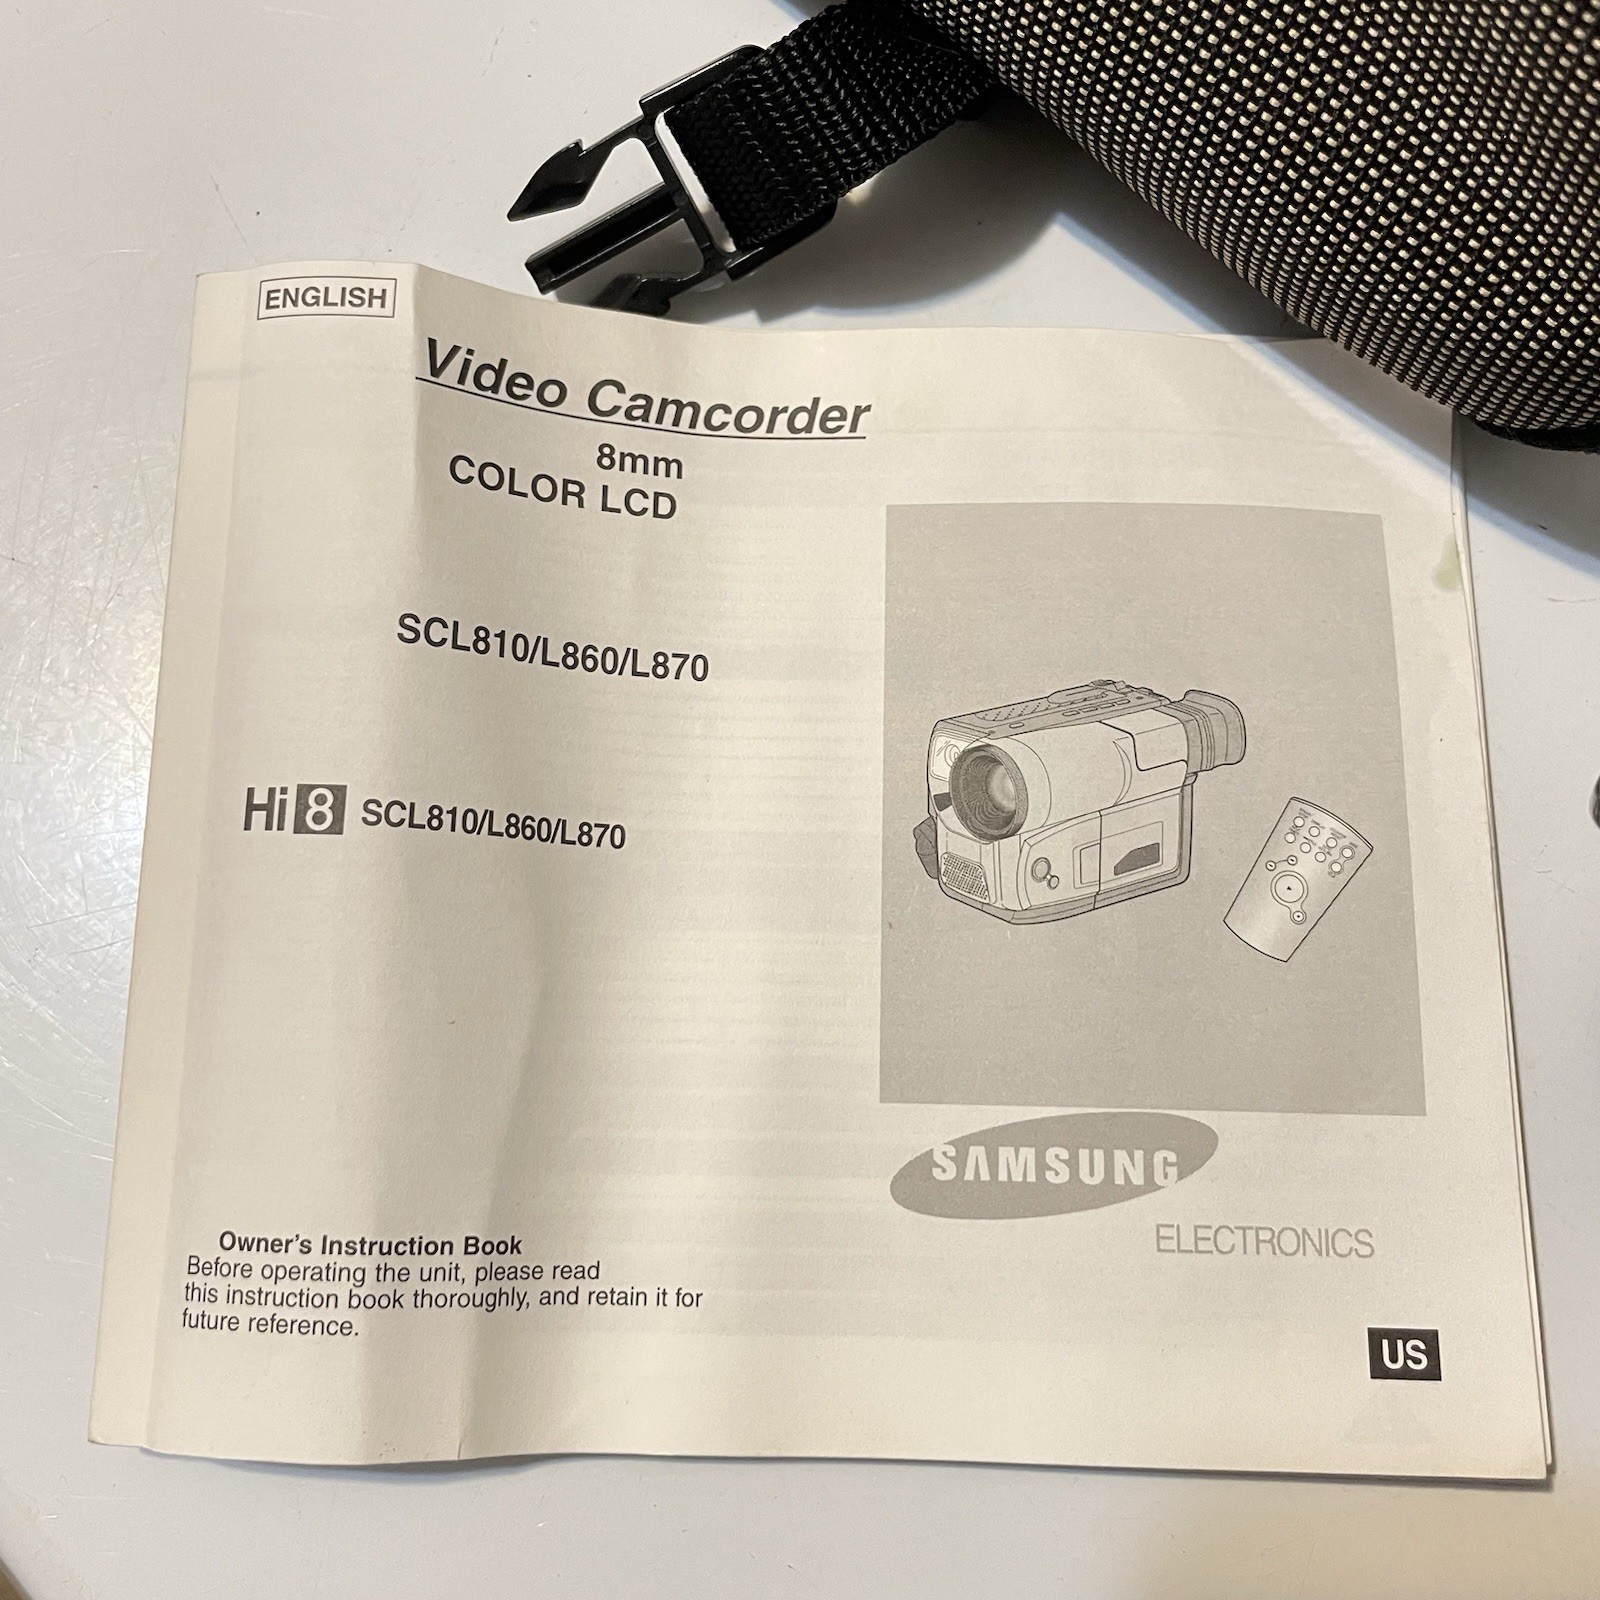 ENGLISH
Video Camcorder
8mm
COLOR LCD
SCL810/L860/L870
Hi8 SCL810/L860/L870
SAMSUNG
ELECTRONICS
Owner's Instruction Book
Before operating the unit, please read
this instruction book thoroughly, and retain it for
future reference.
US